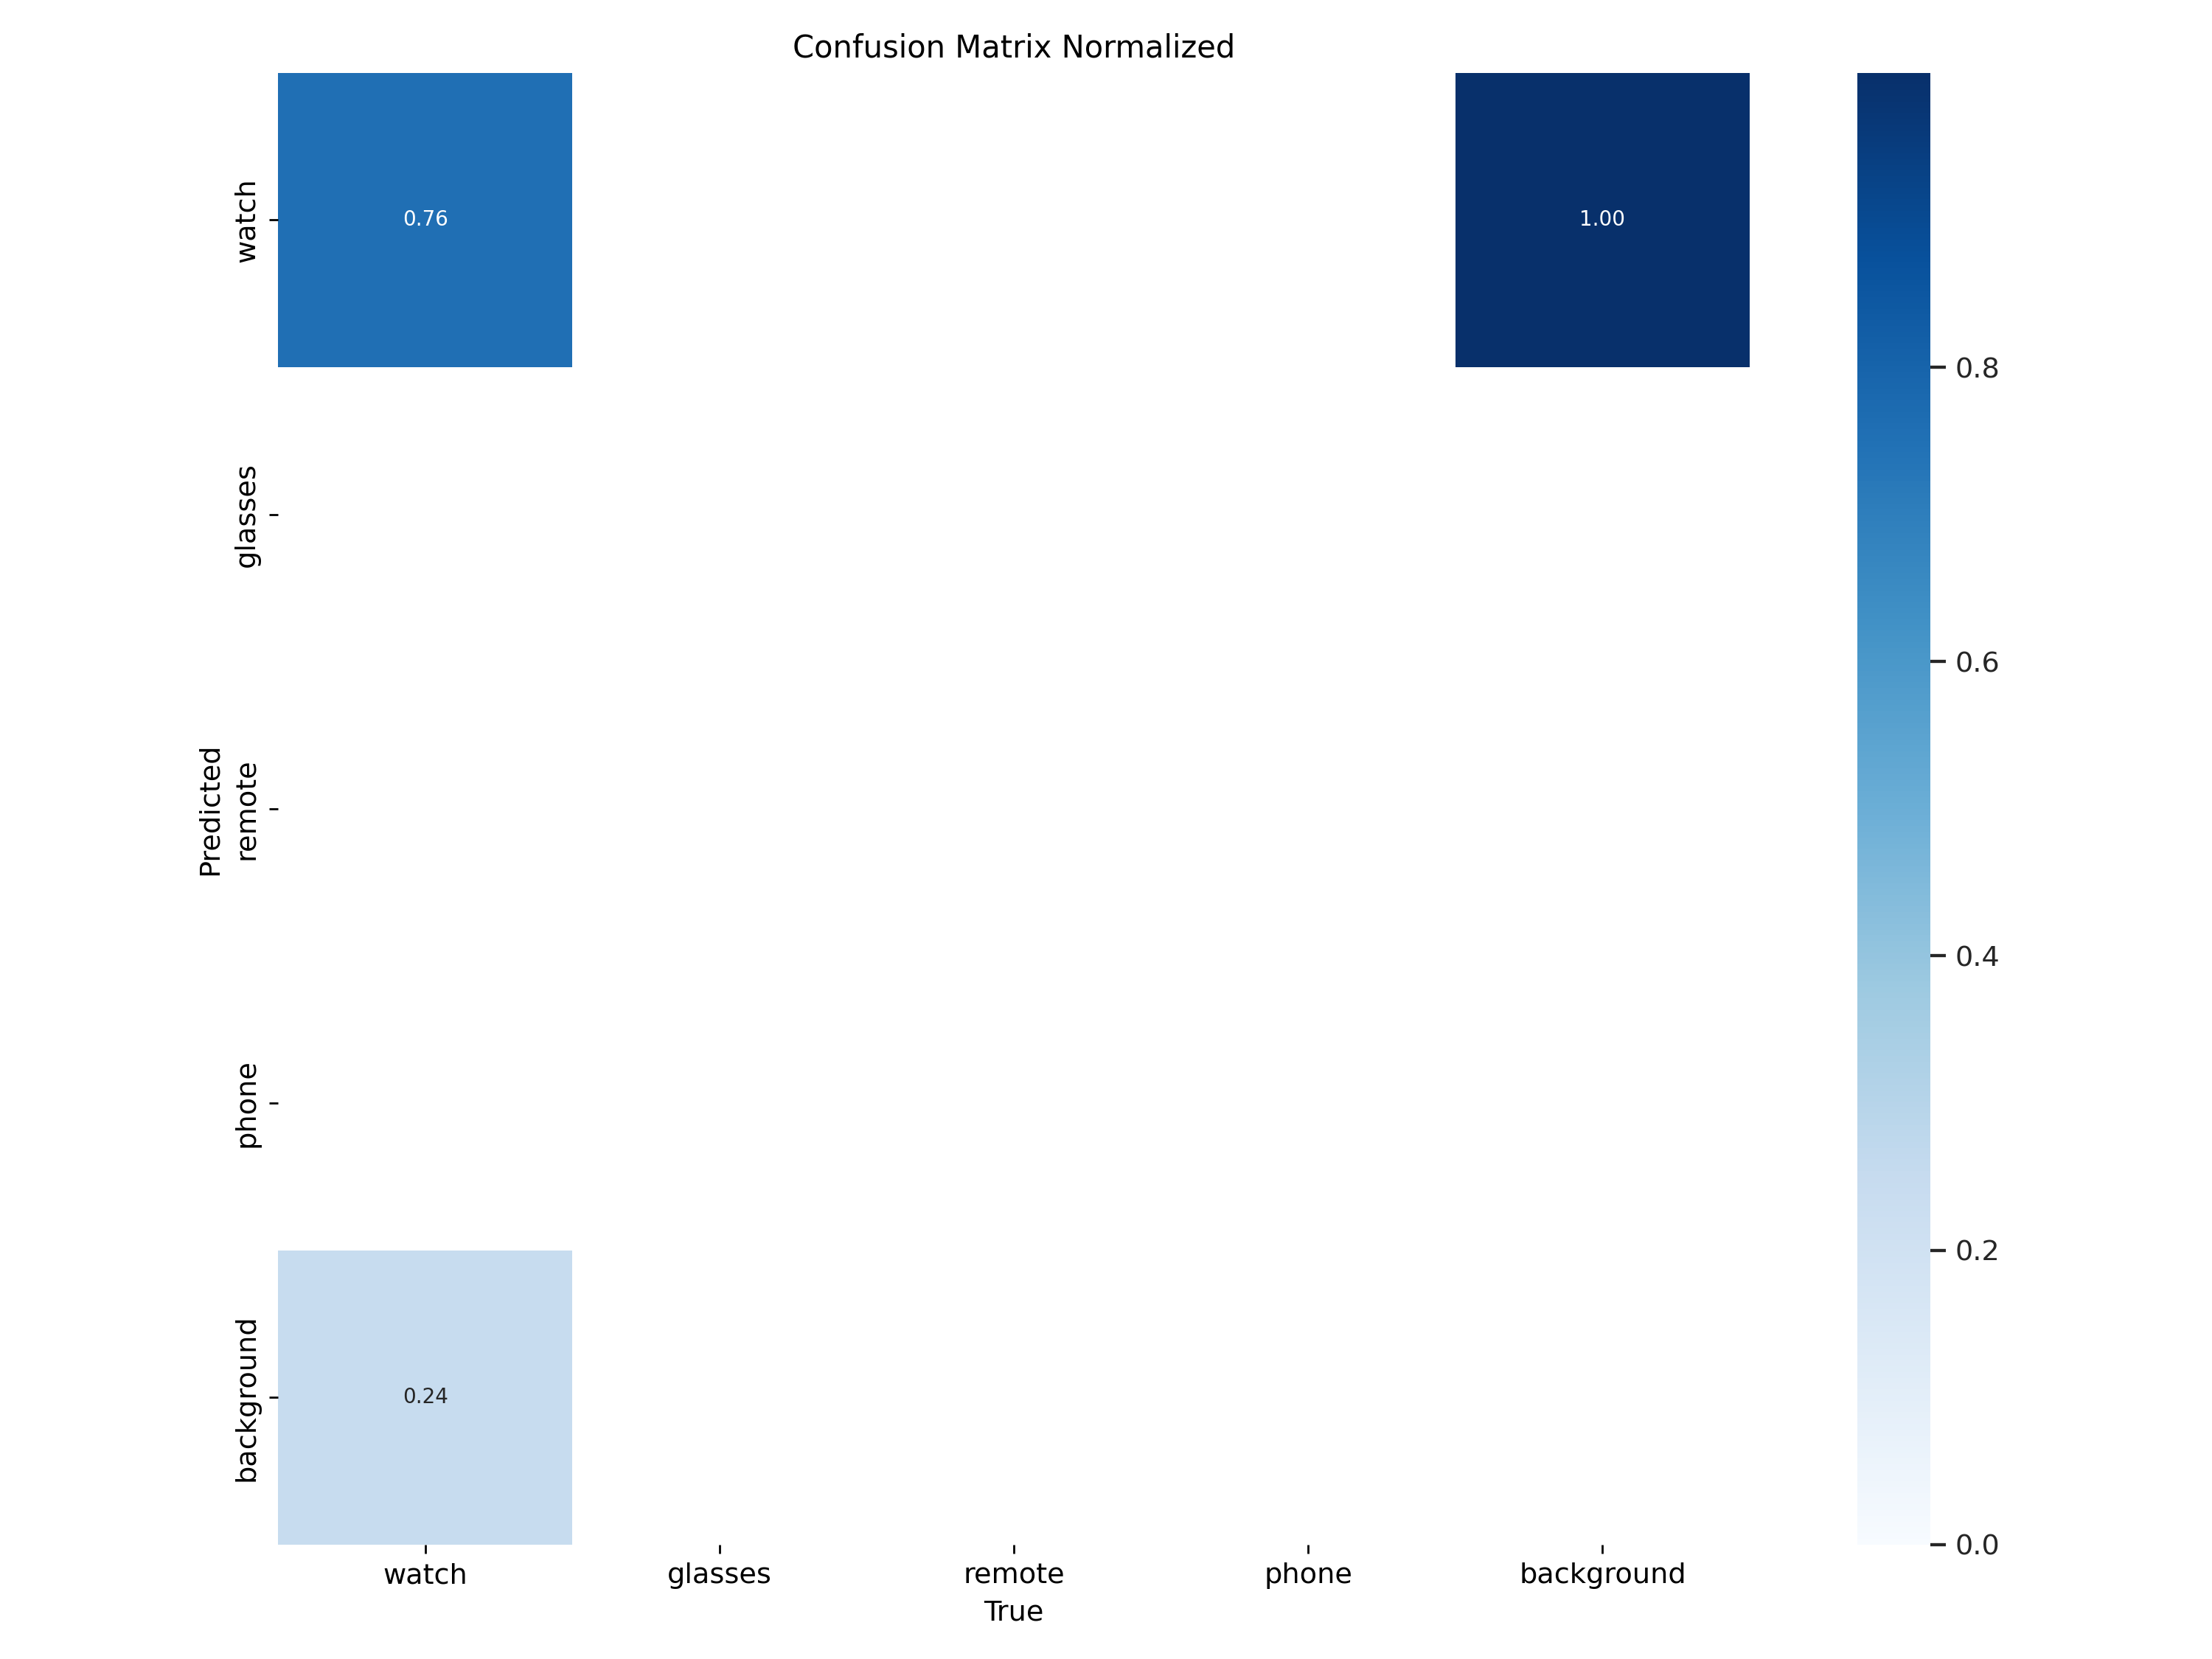 Confusion Matrix Normalized
watch
0.76
1.00
glasses
Predicted
remote
phone
background
0.24
0.8
0.6
0.4
0.2
0.0
watch glasses remote phone background
True